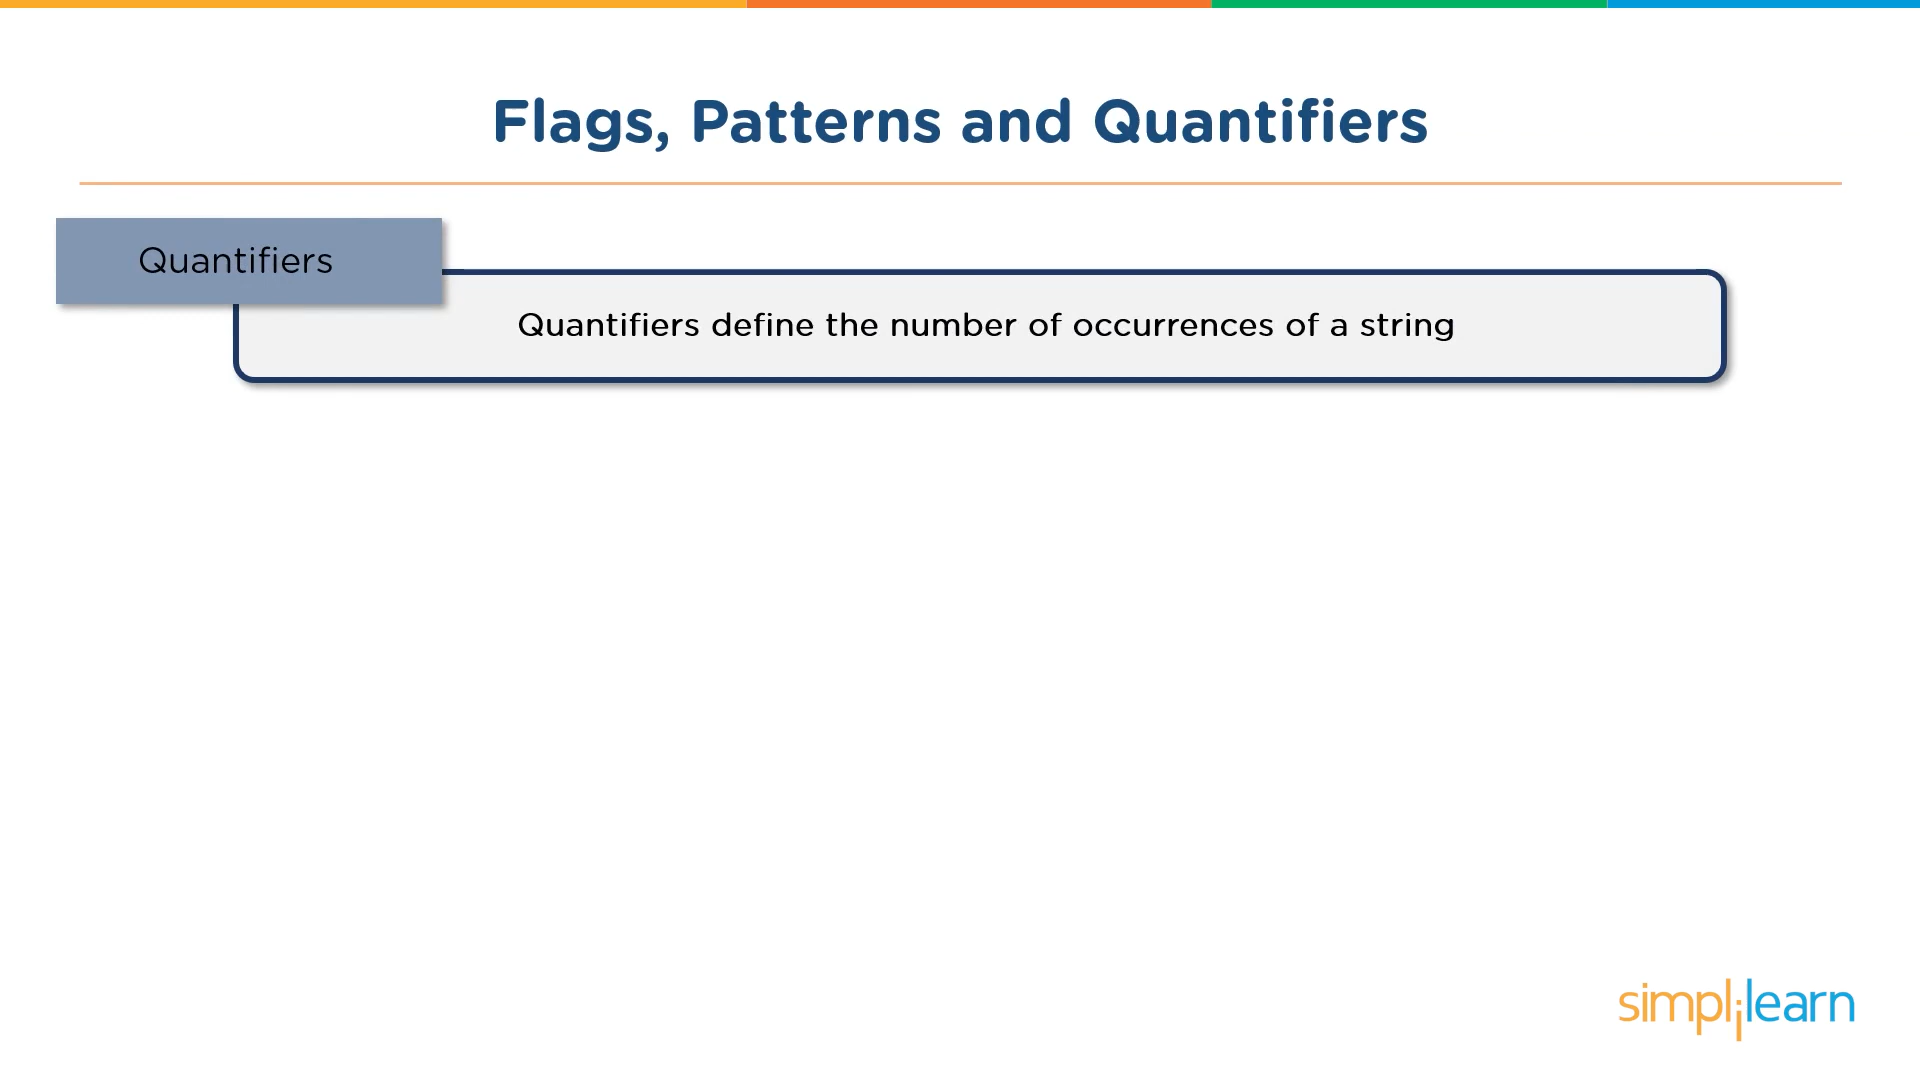 Flags, Patterns and Quantifiers
Quantifiers
Quantifiers define the number of occurrences of a string
simplilearn